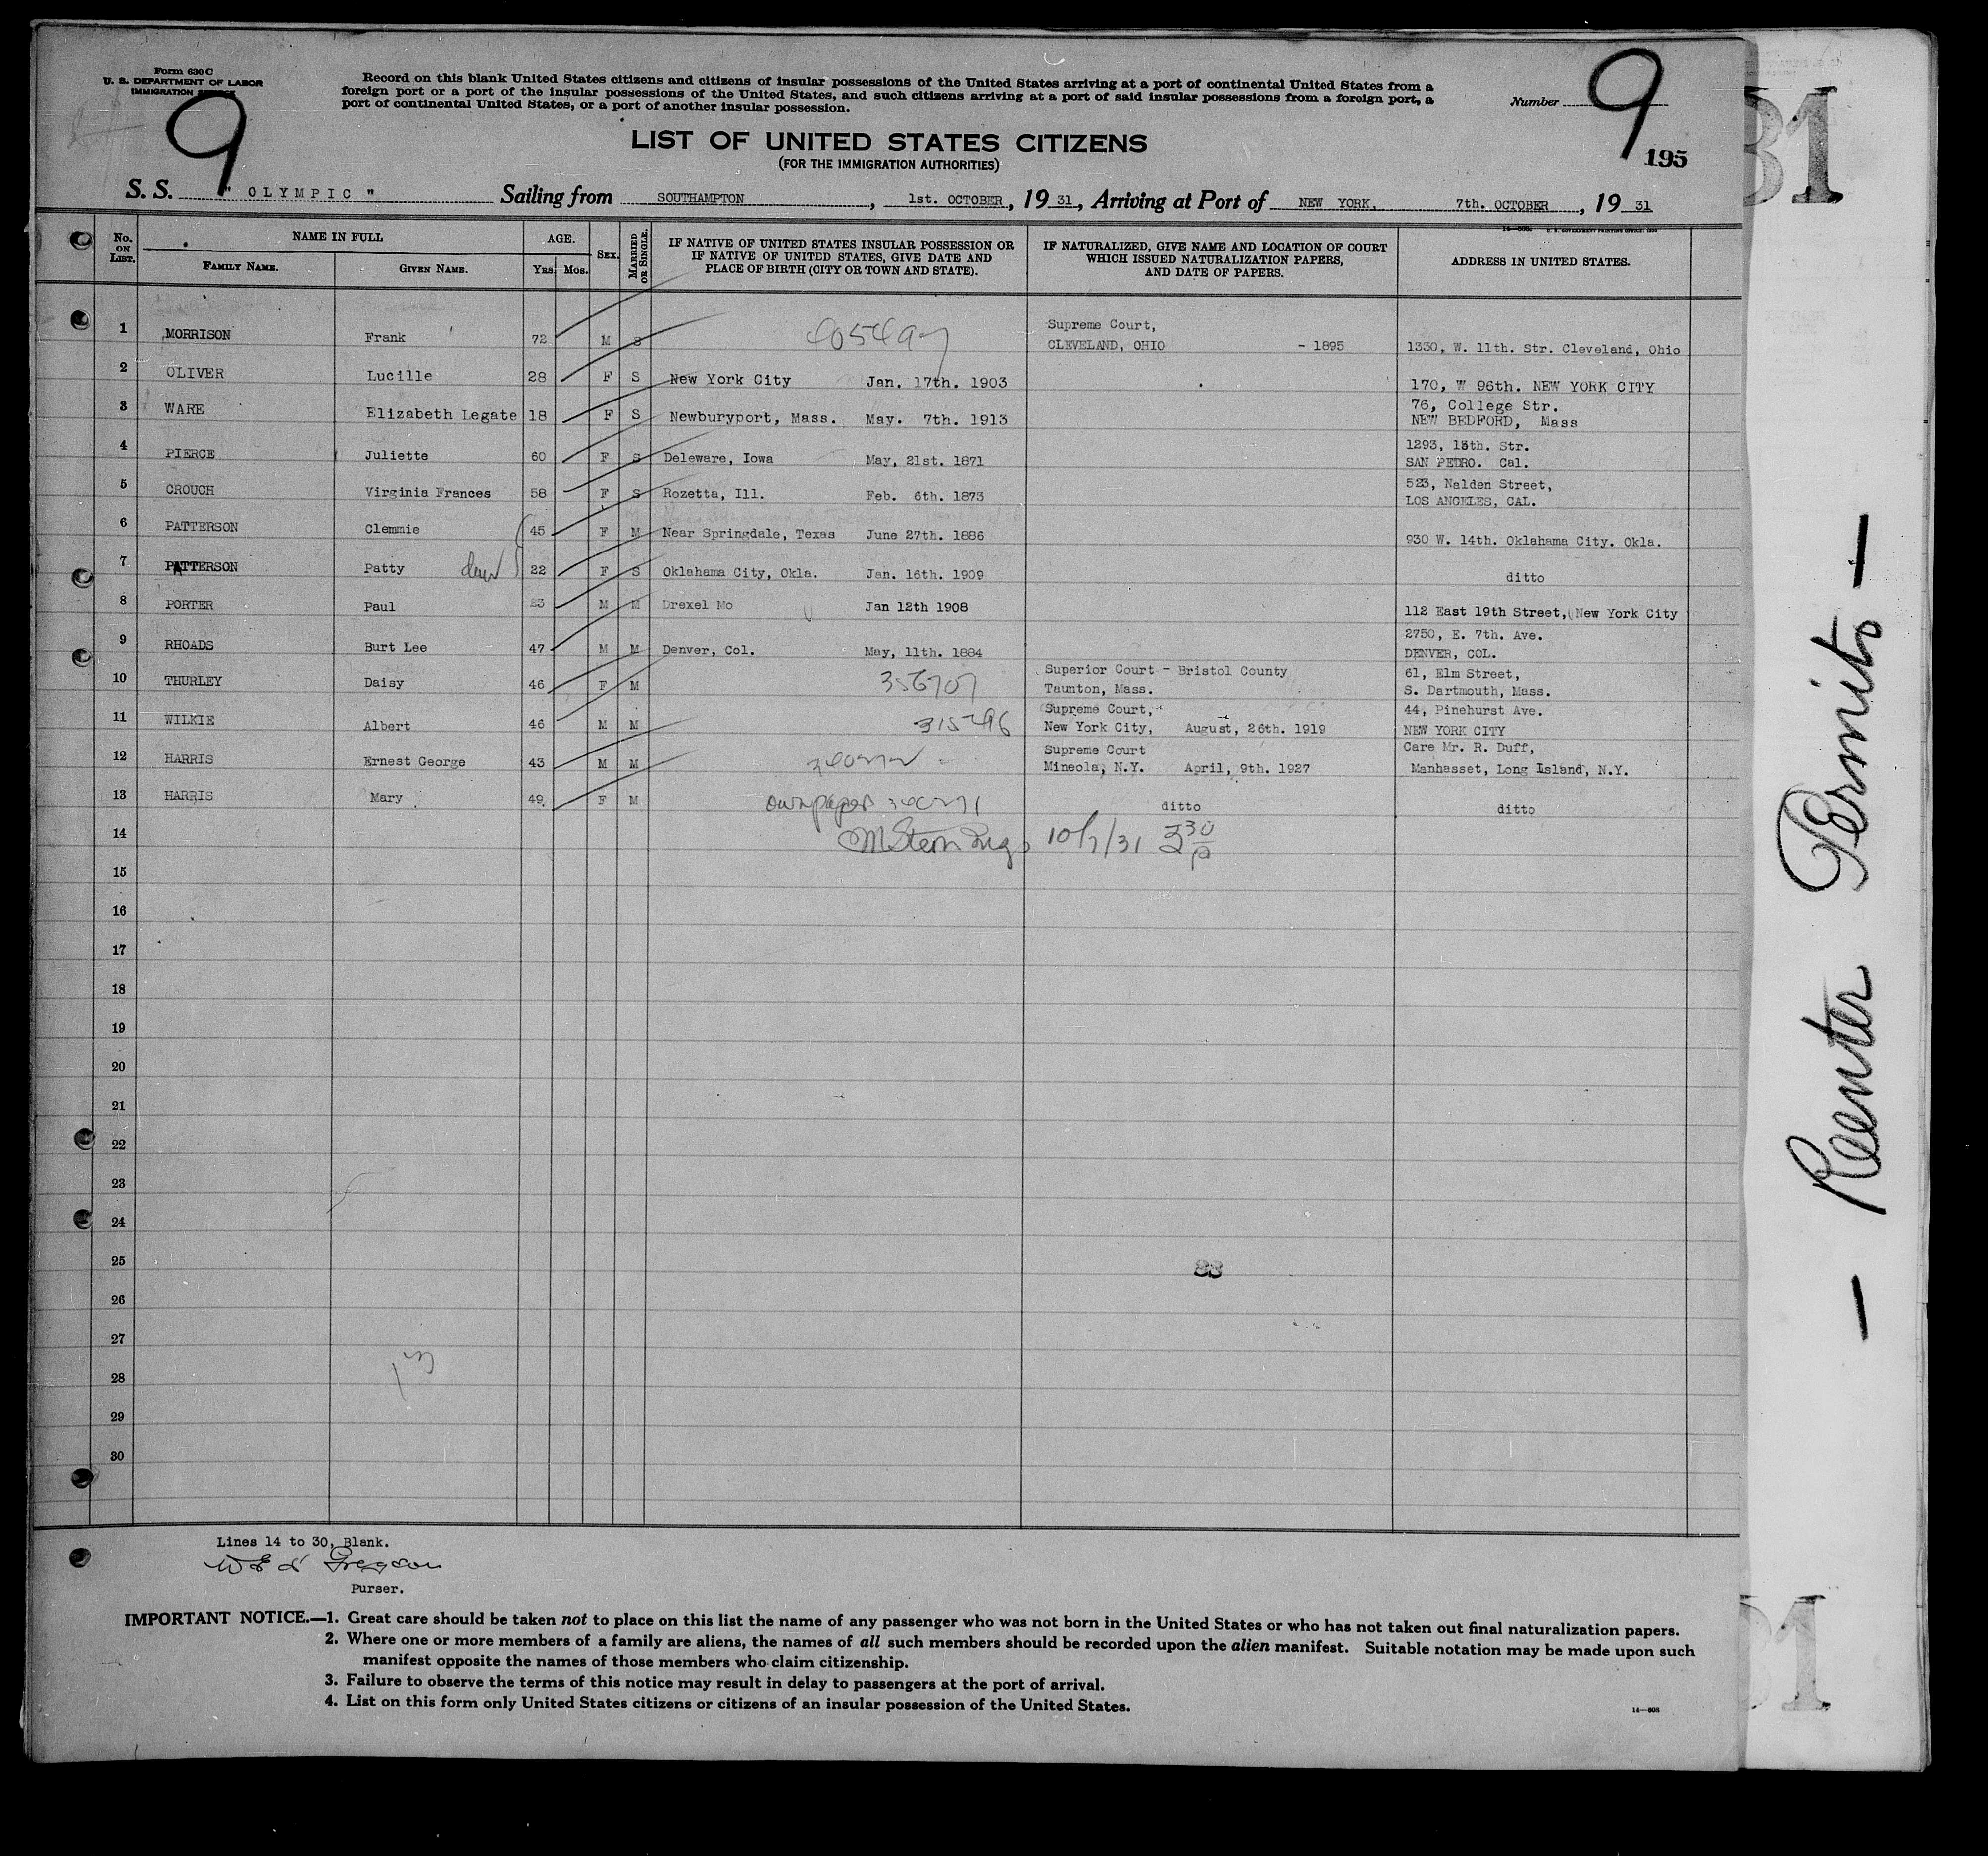 Form 630 C
U. S. DEPARTMENT OF LABOR
IMMIGRATION SERVICE
9
Record on this blank United States citizens and citizens of insular possessions of the United States arriving at a port of continental United States from a
foreign port or a port of the insular possessions of the United States, and such citizens arriving at a port of said insular possessions from a foreign port, a
port of continental United States, or a port of another insular possession.
Number 9
195
LIST OF UNITED STATES CITIZENS
(FOR THE IMMIGRATION AUTHORITIES)
S. S. " OLYMPIC " Sailing from SOUTHAMPTON, 1st. OCTOBER, 19 31, Arriving at Port of NEW YORK. 7th. OCTOBER, 19 31
No. ON LIST. NAME IN FULL FAMILY NAME. GIVEN NAME. AGE. YRS. MOS. SEX. MARRIED OR SINGLE. IF NATIVE OF UNITED STATES INSULAR POSSESSION OR IF NATIVE OF UNITED STATES, GIVE DATE AND PLACE OF BIRTH (CITY OR TOWN AND STATE). IF NATURALIZED, GIVE NAME AND LOCATION OF COURT WHICH ISSUED NATURALIZATION PAPERS, AND DATE OF PAPERS. ADDRESS IN UNITED STATES.
1 MORRISON Frank 72 M S 405497 Supreme Court, CLEVELAND, OHIO - 1895 1330, W. 11th. Str. Cleveland, Ohio
2 OLIVER Lucille 28 F S New York City Jan. 17th. 1903 170, W 96th. NEW YORK CITY
3 WARE Elizabeth Legate 18 F S Newburyport, Mass. May. 7th. 1913 76, College Str. NEW BEDFORD, Mass
4 PIERCE Juliette 60 F S Deleware, Iowa May, 21st. 1871 1293, 13th. Str. SAN PEDRO. Cal.
5 CROUCH Virginia Frances 58 F S Rozetta, Ill. Feb. 6th. 1873 523, Nalden Street, LOS ANGELES, CAL.
6 PATTERSON Clemmie 45 F M Near Springdale, Texas June 27th. 1886 930 W. 14th. Oklahoma City. Okla.
7 PATTERSON Patty 22 F S Oklahoma City, Okla. Jan. 16th. 1909 ditto
8 PORTER Paul 23 M M Drexel Mo Jan 12th 1908 112 East 19th Street, New York City
9 RHOADS Burt Lee 47 M M Denver, Col. May, 11th. 1884 2750, E. 7th. Ave. DENVER, COL.
10 THURLEY Daisy 46 F M 356707 Superior Court - Bristol County Taunton, Mass. 61, Elm Street, S. Dartmouth, Mass.
11 WILKIE Albert 46 M M 315296 Supreme Court, New York City, August, 26th. 1919 44, Pinehurst Ave. NEW YORK CITY
12 HARRIS Ernest George 43 M M Supreme Court Mineola, N.Y. April, 9th. 1927 Care Mr. R. Duff, Manhasset, Long Island, N.Y.
13 HARRIS Mary 49 F M own paper ditto ditto
14 10/7/31 3 30 p
15
16
17
18
19
20
21
22
23
24
25
26
27
28
29
30
13
Lines 14 to 30, Blank.
Gregson
Purser.
IMPORTANT NOTICE.—1. Great care should be taken not to place on this list the name of any passenger who was not born in the United States or who has not taken out final naturalization papers.
2. Where one or more members of a family are aliens, the names of all such members should be recorded upon the alien manifest. Suitable notation may be made upon such
manifest opposite the names of those members who claim citizenship.
3. Failure to observe the terms of this notice may result in delay to passengers at the port of arrival.
4. List on this form only United States citizens or citizens of an insular possession of the United States.
14—608
— Reenter Permits —